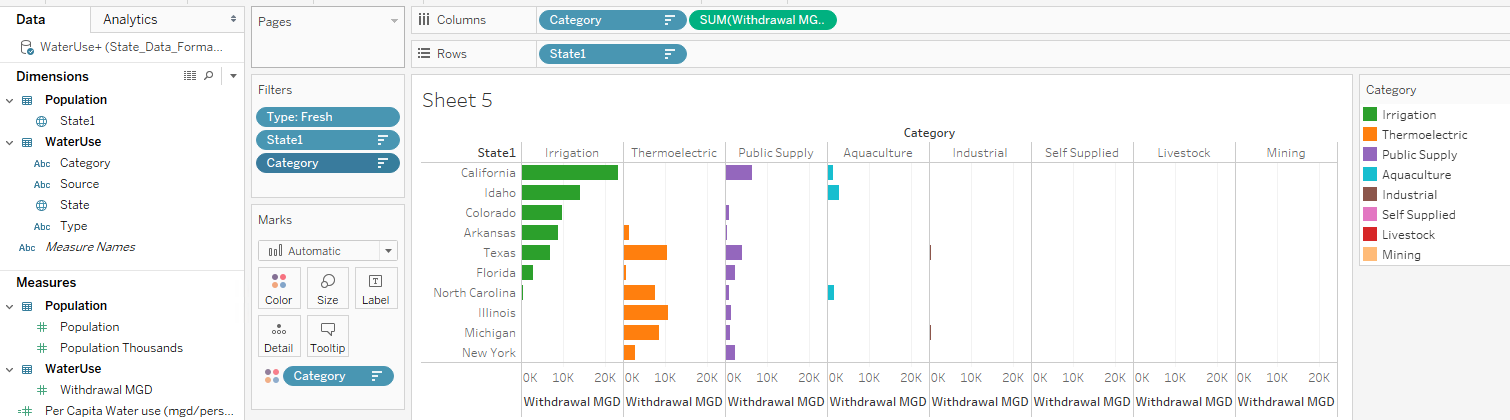 Data
Analytics
WaterUse+ (State_Data_Forma...
Dimensions
Population
State1
WaterUse
Abc Category
Abc Source
State
Abc Type
Abc Measure Names
Measures
Population
# Population
# Population Thousands
WaterUse
# Withdrawal MGD
=# Per Capita Water use (mgd/pers...
Pages
Filters
Type: Fresh
State1
Category
Marks
Automatic
Color Size Label
Detail Tooltip
Category
Columns Category SUM(Withdrawal MG..
Rows State1
Sheet 5
Category
State1 Irrigation Thermoelectric Public Supply Aquaculture Industrial Self Supplied Livestock Mining
California
Idaho
Colorado
Arkansas
Texas
Florida
North Carolina
Illinois
Michigan
New York
0K 10K 20K 0K 10K 20K 0K 10K 20K 0K 10K 20K 0K 10K 20K 0K 10K 20K 0K 10K 20K 0K 10K 20K
Withdrawal MGD Withdrawal MGD Withdrawal MGD Withdrawal MGD Withdrawal MGD Withdrawal MGD Withdrawal MGD Withdrawal MGD
Category
Irrigation
Thermoelectric
Public Supply
Aquaculture
Industrial
Self Supplied
Livestock
Mining